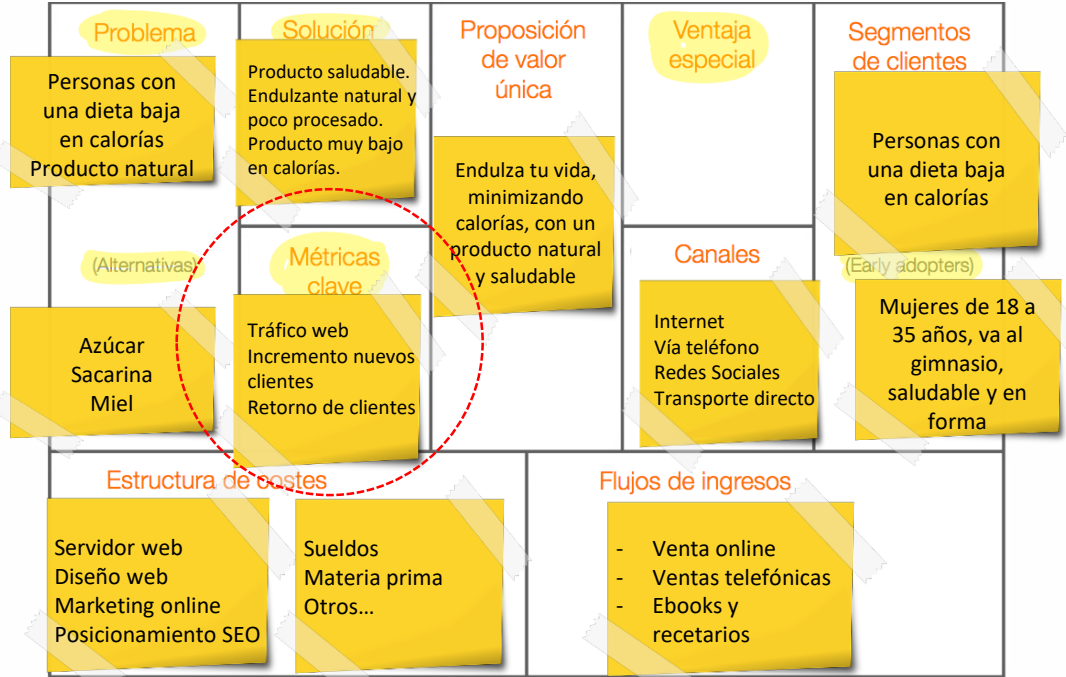 Problema
Personas con
una dieta baja
en calorías
Producto natural
(Alternativas)
Azúcar
Sacarina
Miel
Solución
Producto saludable.
Endulzante natural y
poco procesado.
Producto muy bajo
en calorías.
Métricas
clave
Tráfico web
Incremento nuevos
clientes
Retorno de clientes
Proposición
de valor
única
Endulza tu vida,
minimizando
calorías, con un
producto natural
y saludable
Ventaja
especial
Canales
Internet
Vía teléfono
Redes Sociales
Transporte directo
Segmentos
de clientes
Personas con
una dieta baja
en calorías
(Early adopters)
Mujeres de 18 a
35 años, va al
gimnasio,
saludable y en
forma
Estructura de costes
Servidor web
Diseño web
Marketing online
Posicionamiento SEO
Sueldos
Materia prima
Otros...
Flujos de ingresos
- Venta online
- Ventas telefónicas
- Ebooks y
recetarios